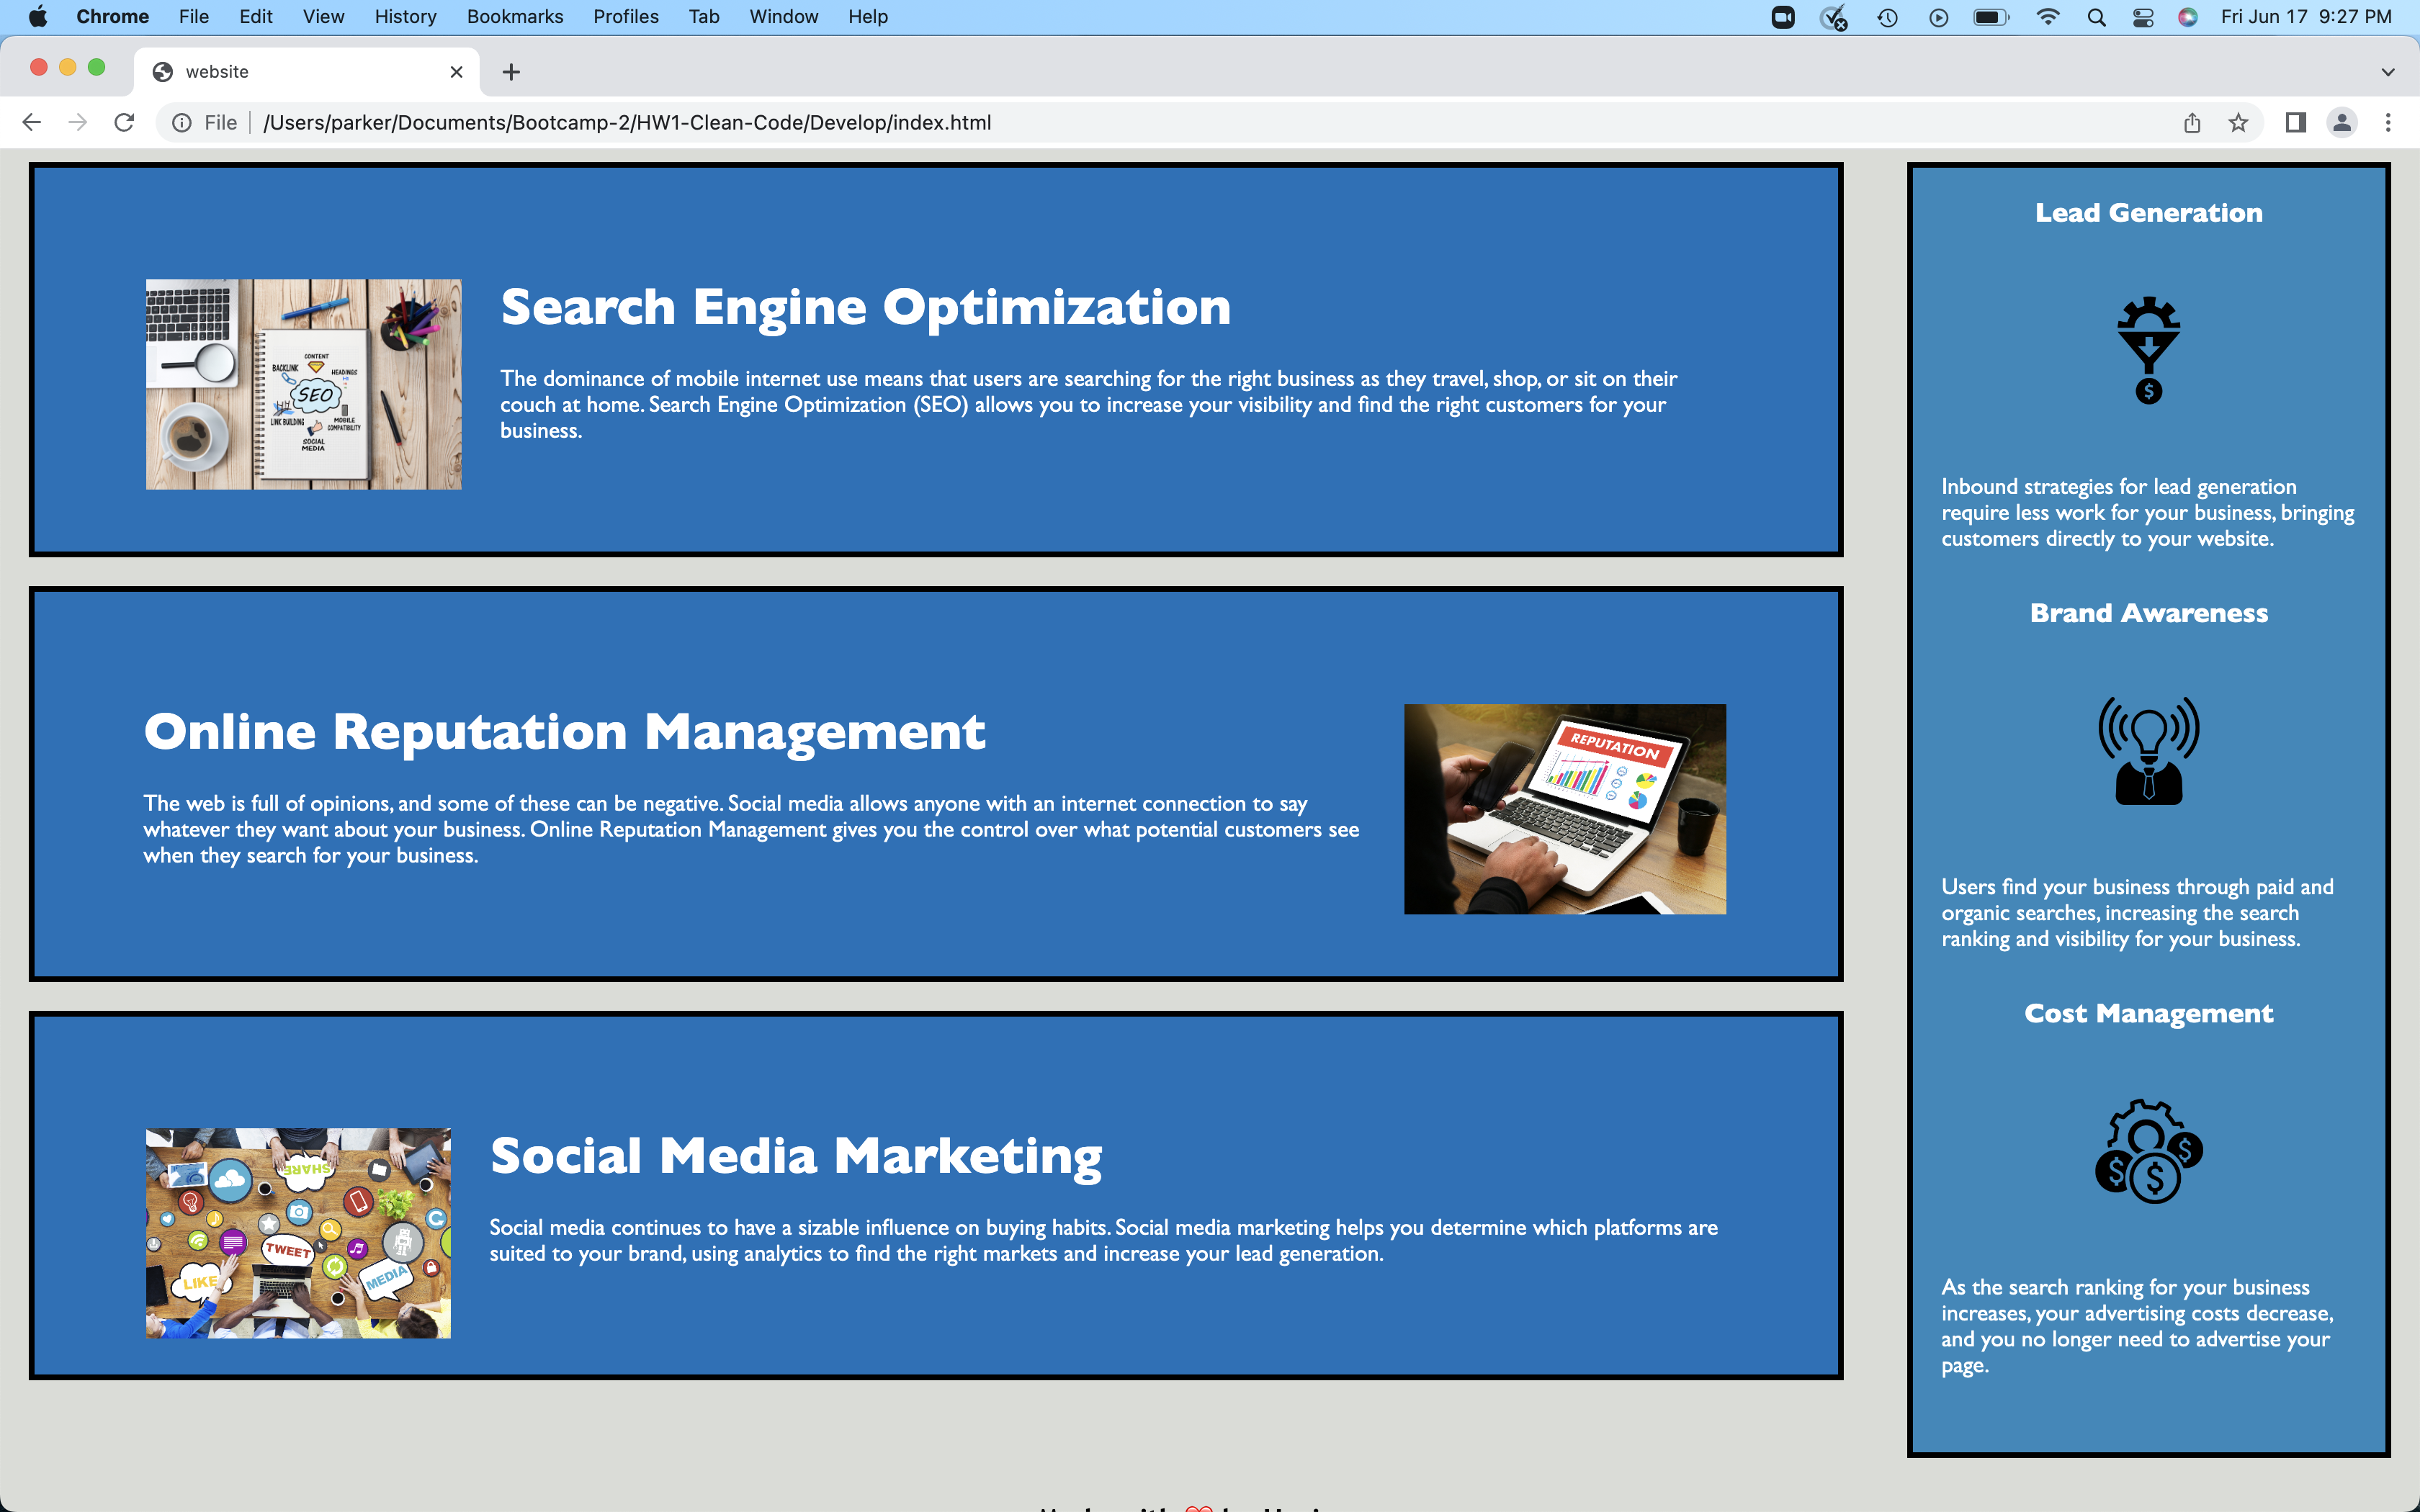 Chrome File Edit View History Bookmarks Profiles Tab Window Help Fri Jun 17 9:27 PM
website
File /Users/parker/Documents/Bootcamp-2/HW1-Clean-Code/Develop/index.html
Search Engine Optimization
The dominance of mobile internet use means that users are searching for the right business as they travel, shop, or sit on their
couch at home. Search Engine Optimization (SEO) allows you to increase your visibility and find the right customers for your
business.
CONTENT
BACKLINK
HEADINGS
SEO
LINK BUILDING
MOBILE
COMPATIBILITY
SOCIAL
MEDIA
Online Reputation Management
The web is full of opinions, and some of these can be negative. Social media allows anyone with an internet connection to say
whatever they want about your business. Online Reputation Management gives you the control over what potential customers see
when they search for your business.
REPUTATION
Social Media Marketing
Social media continues to have a sizable influence on buying habits. Social media marketing helps you determine which platforms are
suited to your brand, using analytics to find the right markets and increase your lead generation.
SHARE
TWEET
LIKE
MEDIA
Lead Generation
$
Inbound strategies for lead generation
require less work for your business, bringing
customers directly to your website.
Brand Awareness
Users find your business through paid and
organic searches, increasing the search
ranking and visibility for your business.
Cost Management
$ $ $
As the search ranking for your business
increases, your advertising costs decrease,
and you no longer need to advertise your
page.